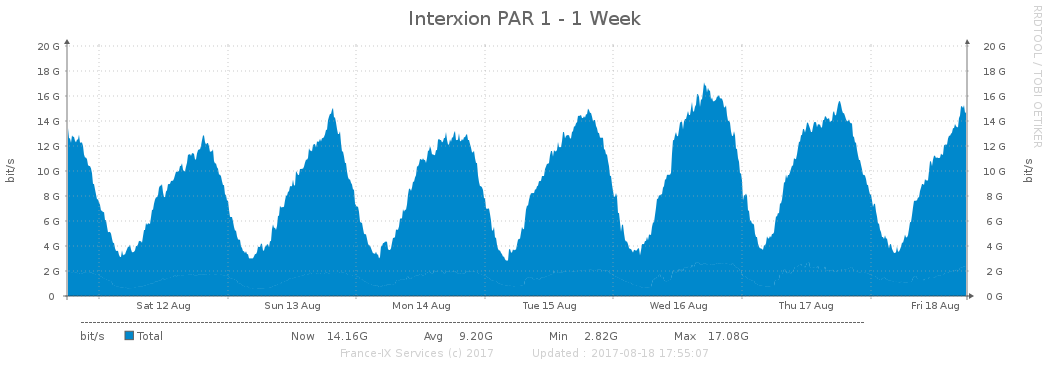 Interxion PAR 1 - 1 Week
RRDTOOL / TOBI OETIKER
20 G 20 G
18 G 18 G
16 G 16 G
14 G 14 G
12 G 12 G
10 G 10 G
8 G 8 G
6 G 6 G
4 G 4 G
2 G 2 G
0 0 G
bit/s bit/s
Sat 12 Aug Sun 13 Aug Mon 14 Aug Tue 15 Aug Wed 16 Aug Thu 17 Aug Fri 18 Aug
bit/s Total Now 14.16G Avg 9.20G Min 2.82G Max 17.08G
France-IX Services (c) 2017 Updated : 2017-08-18 17:55:07